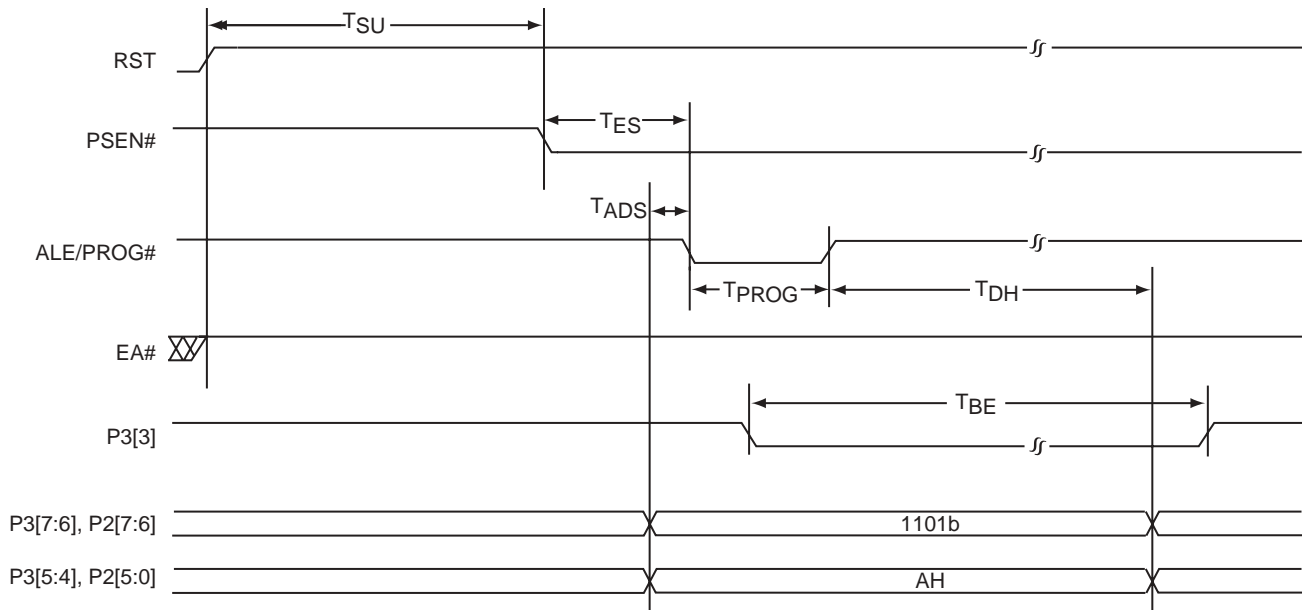 TSU
RST
TES
PSEN#
TADS
ALE/PROG#
TPROG
TDH
EA#
TBE
P3[3]
P3[7:6], P2[7:6]
1101b
P3[5:4], P2[5:0]
AH